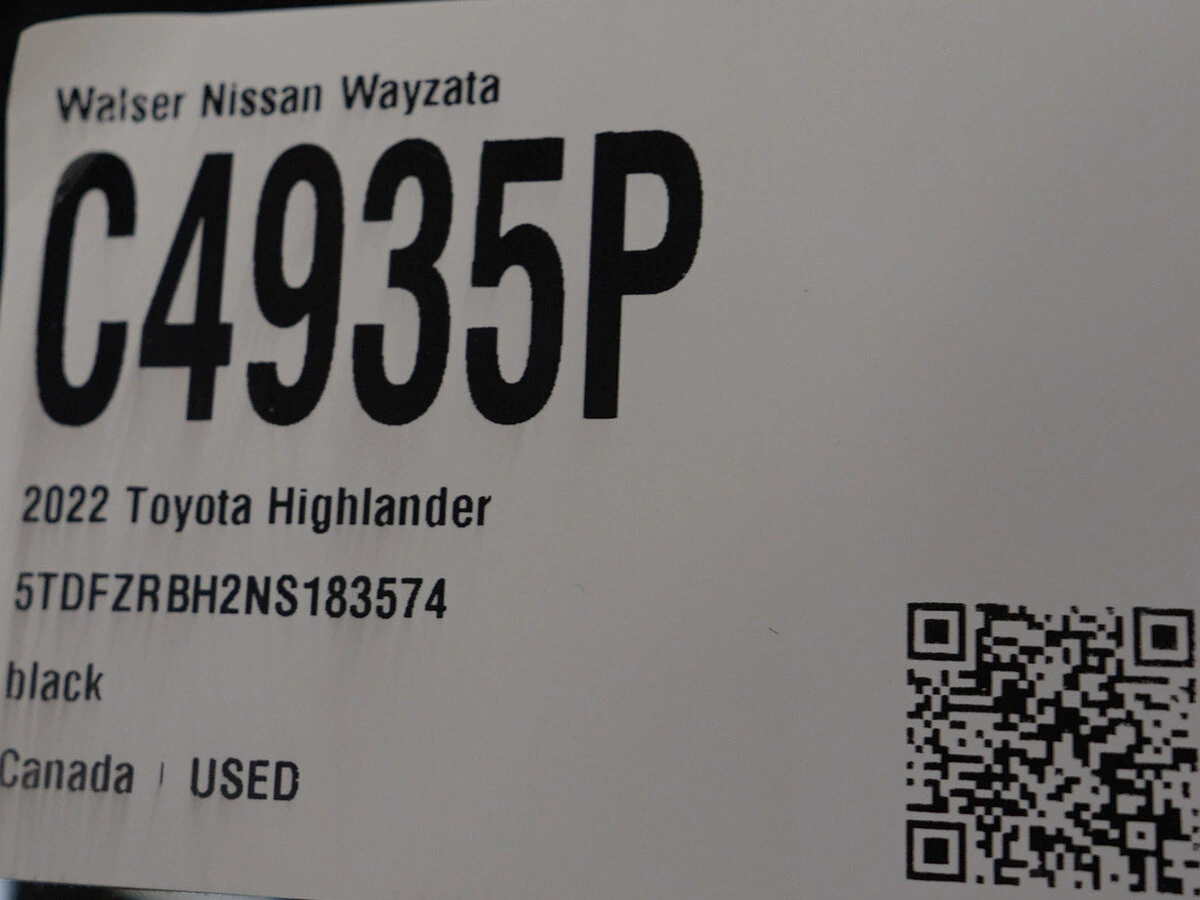 Walser Nissan Wayzata
C4935P
2022 Toyota Highlander
5TDFZRBH2NS183574
black
Canada | USED